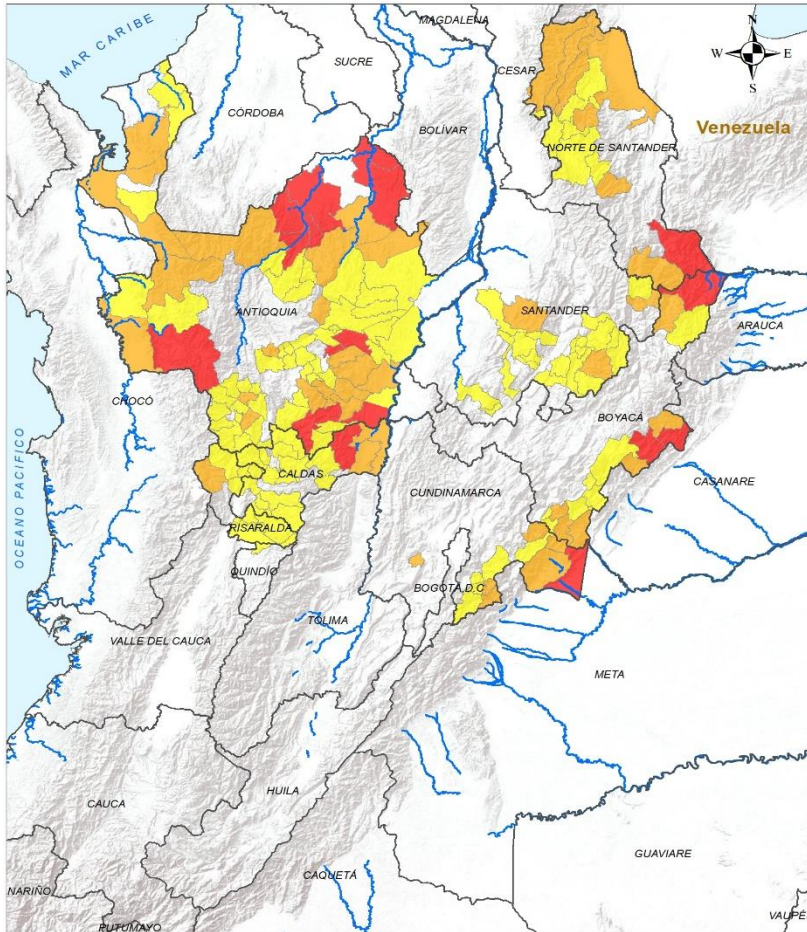 MAGDALENA
MAR CARIBE
SUCRE
N
W
E
S
CESAR
CÓRDOBA
BOLÍVAR
Venezuela
NORTE DE SANTANDER
ANTIOQUIA
SANTANDER
ARAUCA
CHOCÓ
BOYACÁ
OCEANO PACIFICO
CALDAS
CUNDINAMARCA
CASANARE
RISARALDA
QUINDÍO
BOGOTÁ, D.C
TOLIMA
VALLE DEL CAUCA
META
HUILA
CAUCA
GUAVIARE
CAQUETÁ
NARIÑO
PUTUMAYO
VAUPÉ